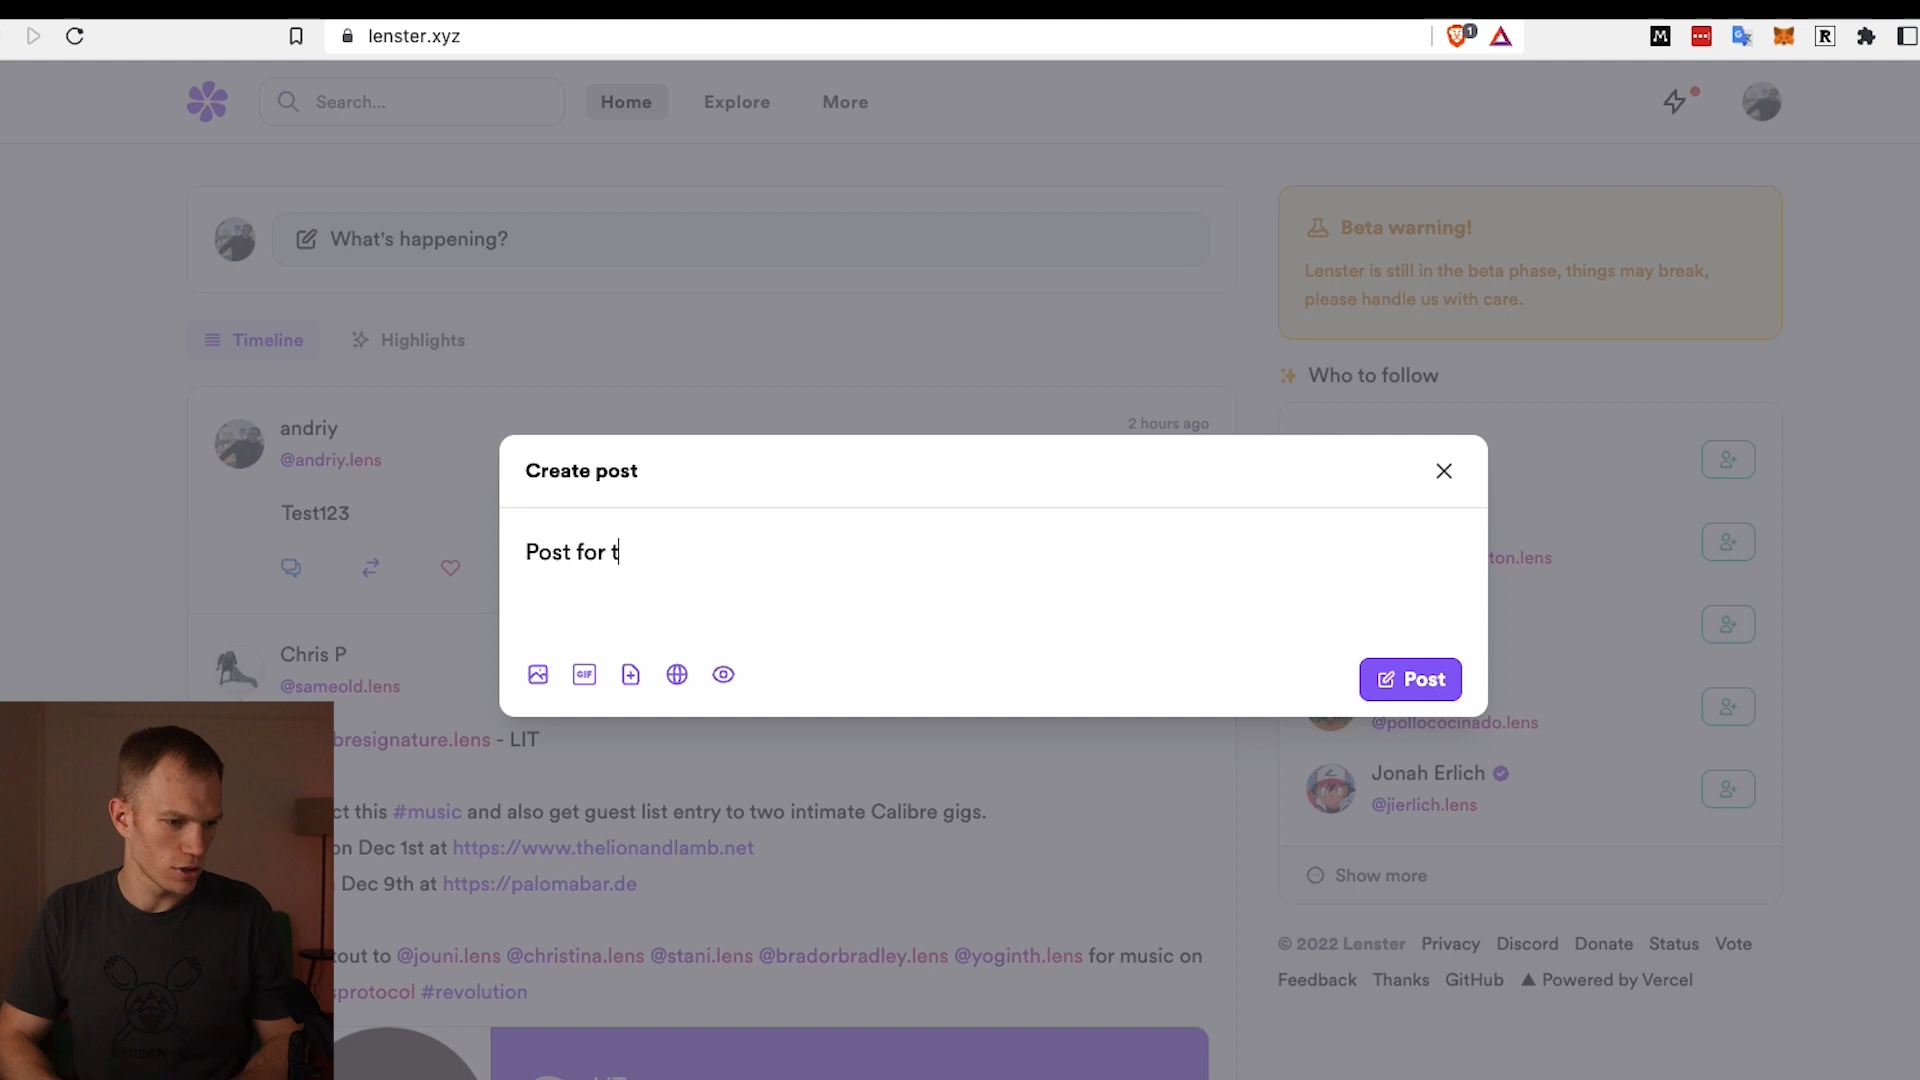 lenster.xyz
1
M
R
Search...
Home
Explore
More
What's happening?
Beta warning!
Lenster is still in the beta phase, things may break,
please handle us with care.
Timeline
Highlights
Who to follow
andriy
2 hours ago
@andriy.lens
Create post
Test123
Post for t
ton.lens
GIF
Post
Chris P
@sameold.lens
bresignature.lens - LIT
@pollococinado.lens
Jonah Erlich
@jierlich.lens
ct this #music and also get guest list entry to two intimate Calibre gigs.
on Dec 1st at https://www.thelionandlamb.net
Dec 9th at https://palomabar.de
Show more
tout to @jouni.lens @christina.lens @stani.lens @bradorbradley.lens @yoginth.lens for music on
sprotocol #revolution
© 2022 Lenster Privacy Discord Donate Status Vote
Feedback Thanks GitHub Powered by Vercel